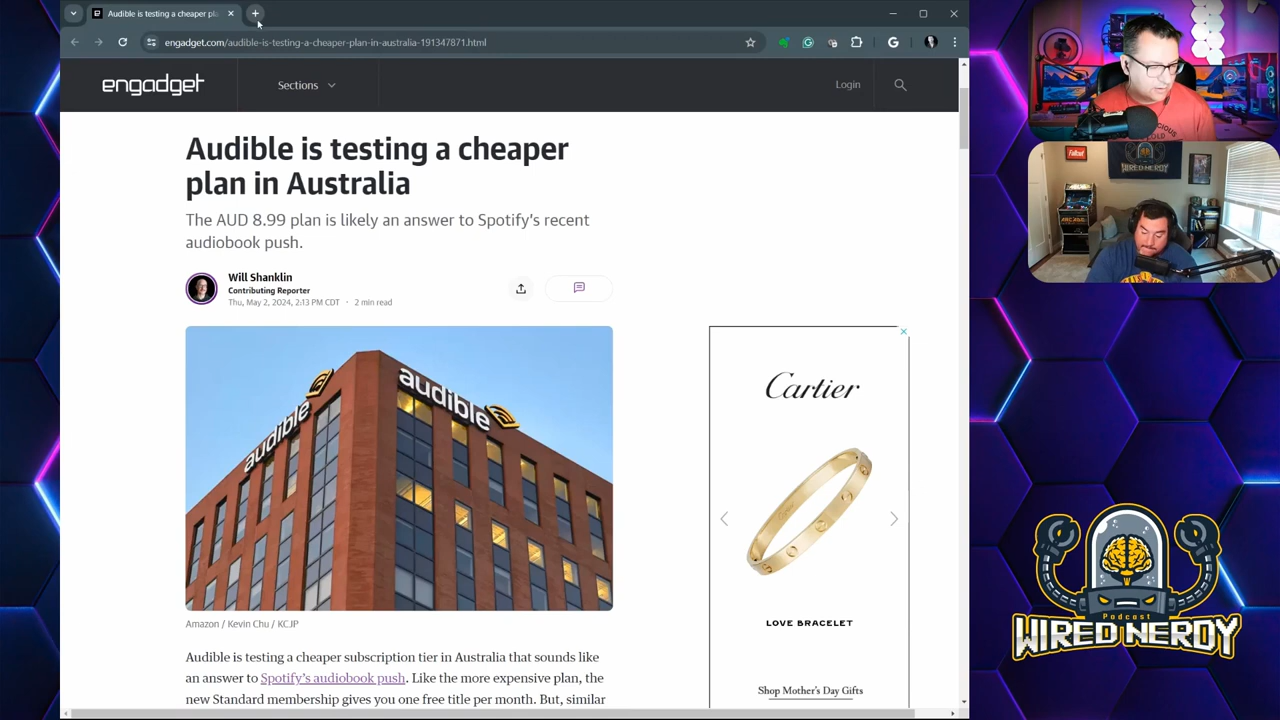 Audible is testing a cheaper pla
engadget.com/audible-is-testing-a-cheaper-plan-in-australia-191347871.html
engadget
Sections
Login
Audible is testing a cheaper
plan in Australia
The AUD 8.99 plan is likely an answer to Spotify's recent
audiobook push.
Will Shanklin
Contributing Reporter
Thu, May 2, 2024, 2:13 PM CDT · 2 min read
audible
audible
Amazon / Kevin Chu / KCJP
Audible is testing a cheaper subscription tier in Australia that sounds like
an answer to Spotify's audiobook push. Like the more expensive plan, the
new Standard membership gives you one free title per month. But, similar
Cartier
LOVE BRACELET
Shop Mother's Day Gifts
Fallout
WIRED NERDY
ARCADE
Podcast
WIRED NERDY